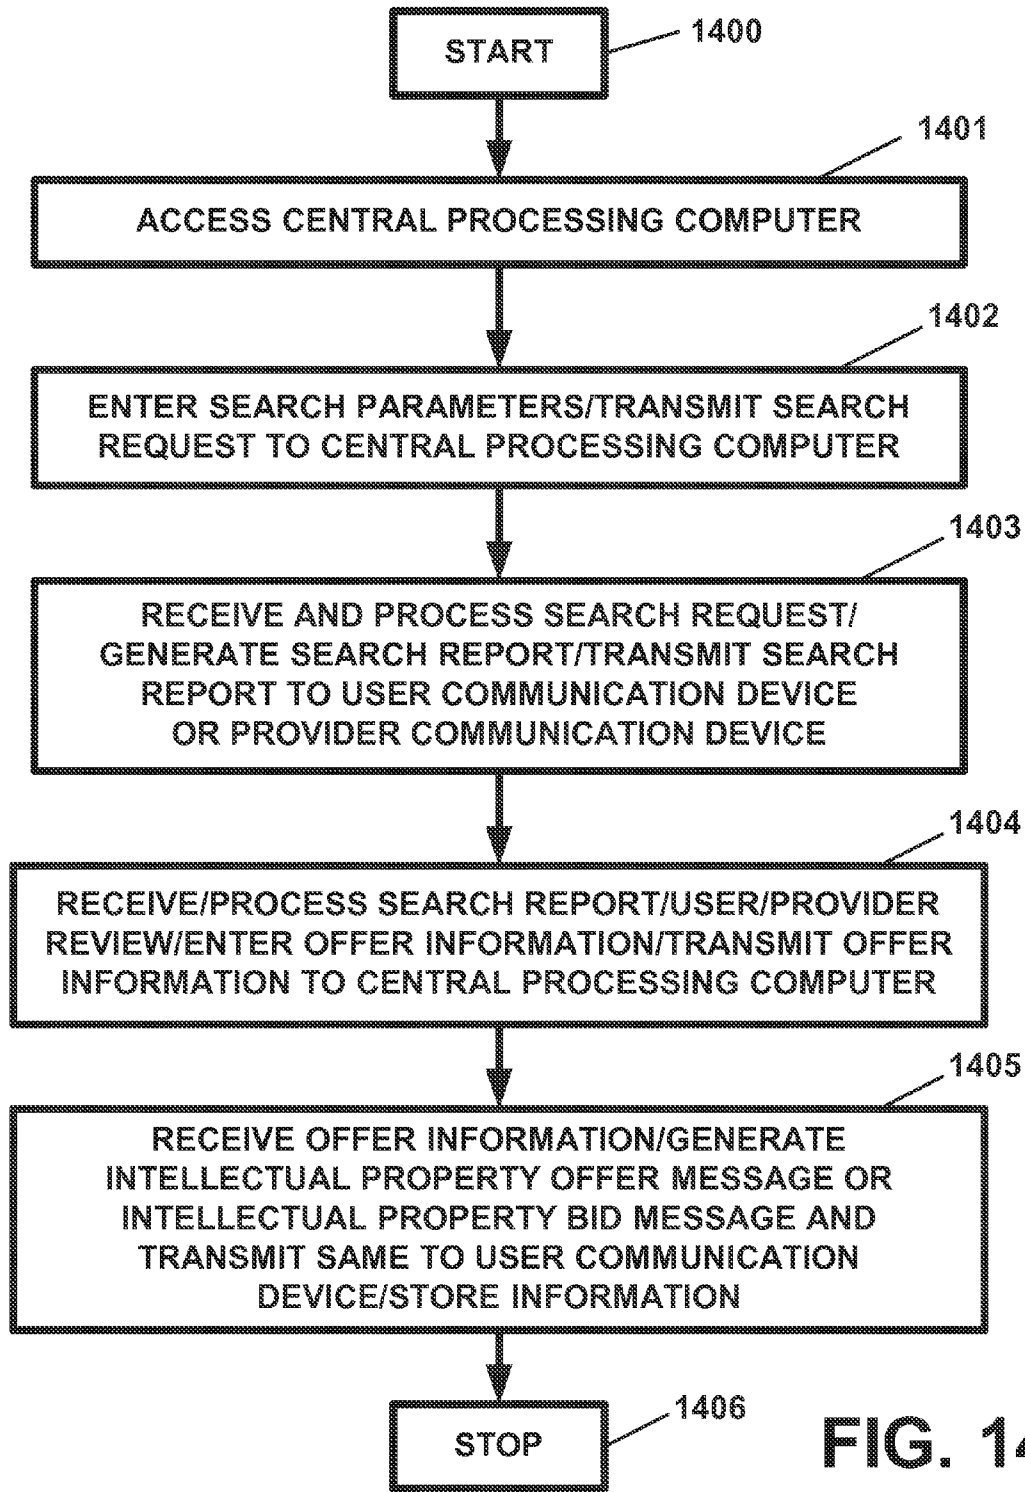 START
1400
1401
ACCESS CENTRAL PROCESSING COMPUTER
1402
ENTER SEARCH PARAMETERS/TRANSMIT SEARCH
REQUEST TO CENTRAL PROCESSING COMPUTER
1403
RECEIVE AND PROCESS SEARCH REQUEST/
GENERATE SEARCH REPORT/TRANSMIT SEARCH
REPORT TO USER COMMUNICATION DEVICE
OR PROVIDER COMMUNICATION DEVICE
1404
RECEIVE/PROCESS SEARCH REPORT/USER/PROVIDER
REVIEW/ENTER OFFER INFORMATION/TRANSMIT OFFER
INFORMATION TO CENTRAL PROCESSING COMPUTER
1405
RECEIVE OFFER INFORMATION/GENERATE
INTELLECTUAL PROPERTY OFFER MESSAGE OR
INTELLECTUAL PROPERTY BID MESSAGE AND
TRANSMIT SAME TO USER COMMUNICATION
DEVICE/STORE INFORMATION
1406
STOP
FIG. 14